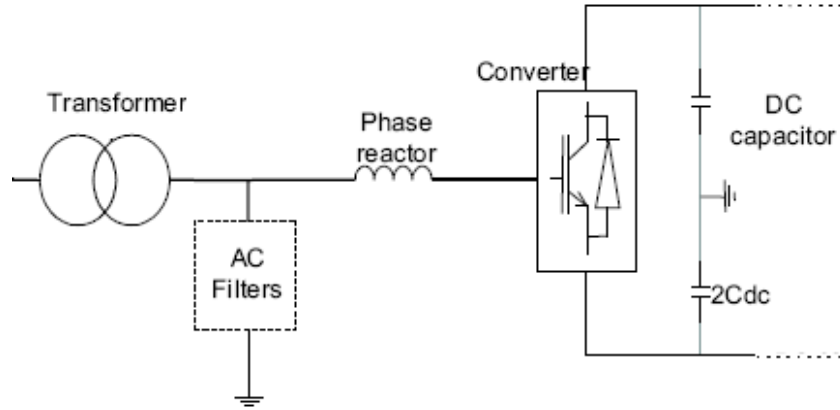 Transformer
Phase
reactor
Converter
DC
capacitor
AC
Filters
2Cdc